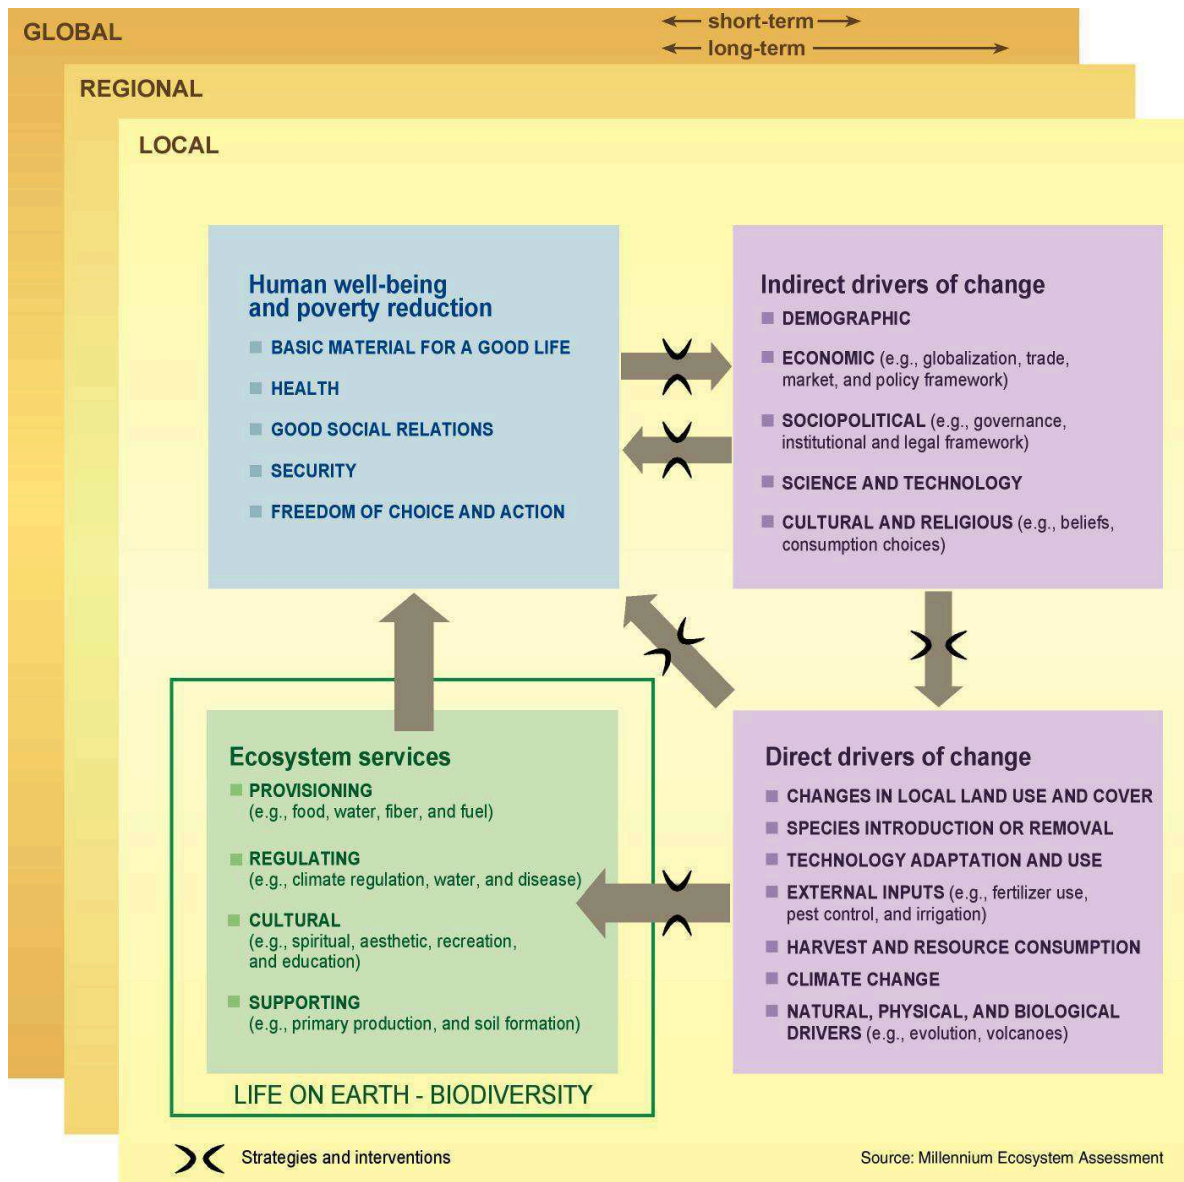 GLOBAL
short-term
long-term
REGIONAL
LOCAL
Human well-being
and poverty reduction
BASIC MATERIAL FOR A GOOD LIFE
HEALTH
GOOD SOCIAL RELATIONS
SECURITY
FREEDOM OF CHOICE AND ACTION
Indirect drivers of change
DEMOGRAPHIC
ECONOMIC (e.g., globalization, trade,
market, and policy framework)
SOCIOPOLITICAL (e.g., governance,
institutional and legal framework)
SCIENCE AND TECHNOLOGY
CULTURAL AND RELIGIOUS (e.g., beliefs,
consumption choices)
Ecosystem services
PROVISIONING
(e.g., food, water, fiber, and fuel)
REGULATING
(e.g., climate regulation, water, and disease)
CULTURAL
(e.g., spiritual, aesthetic, recreation,
and education)
SUPPORTING
(e.g., primary production, and soil formation)
LIFE ON EARTH - BIODIVERSITY
Direct drivers of change
CHANGES IN LOCAL LAND USE AND COVER
SPECIES INTRODUCTION OR REMOVAL
TECHNOLOGY ADAPTATION AND USE
EXTERNAL INPUTS (e.g., fertilizer use,
pest control, and irrigation)
HARVEST AND RESOURCE CONSUMPTION
CLIMATE CHANGE
NATURAL, PHYSICAL, AND BIOLOGICAL
DRIVERS (e.g., evolution, volcanoes)
Strategies and interventions
Source: Millennium Ecosystem Assessment